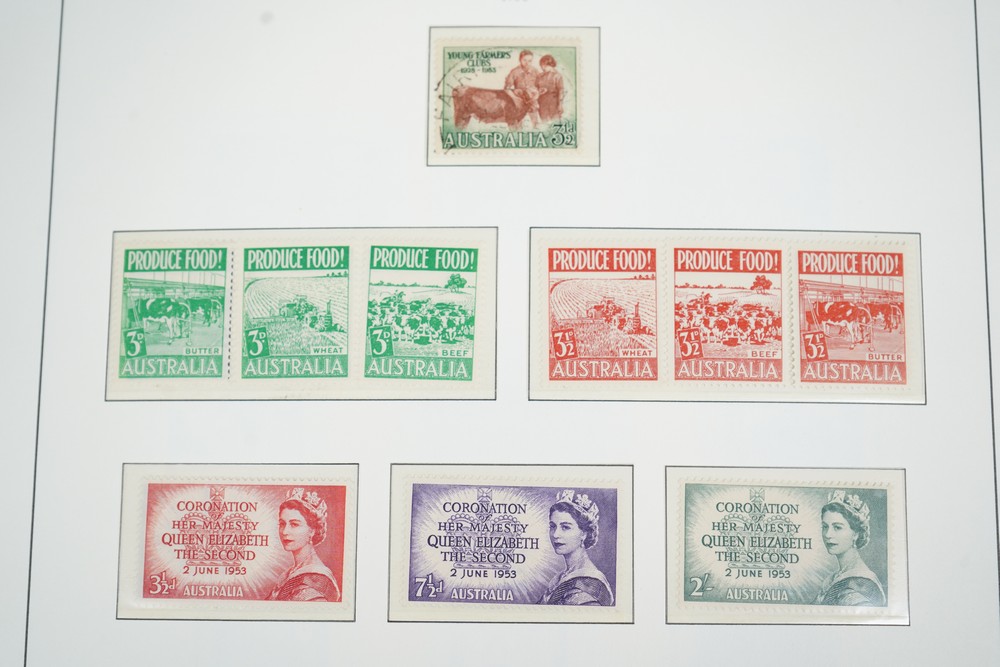 YOUNG FARMERS'
CLUBS
1928 - 1953
AUSTRALIA 3½d
PRODUCE FOOD!
3D
BUTTER
AUSTRALIA
PRODUCE FOOD!
3D
WHEAT
AUSTRALIA
PRODUCE FOOD!
3D
BEEF
AUSTRALIA
PRODUCE FOOD!
3½D
WHEAT
AUSTRALIA
PRODUCE FOOD!
3½D
BEEF
AUSTRALIA
PRODUCE FOOD!
3½D
BUTTER
AUSTRALIA
CORONATION
of
HER MAJESTY
QUEEN ELIZABETH
THE SECOND
2 JUNE 1953
3½d AUSTRALIA
CORONATION
of
HER MAJESTY
QUEEN ELIZABETH
THE SECOND
2 JUNE 1953
7½d AUSTRALIA
CORONATION
of
HER MAJESTY
QUEEN ELIZABETH
THE SECOND
2 JUNE 1953
2/- AUSTRALIA